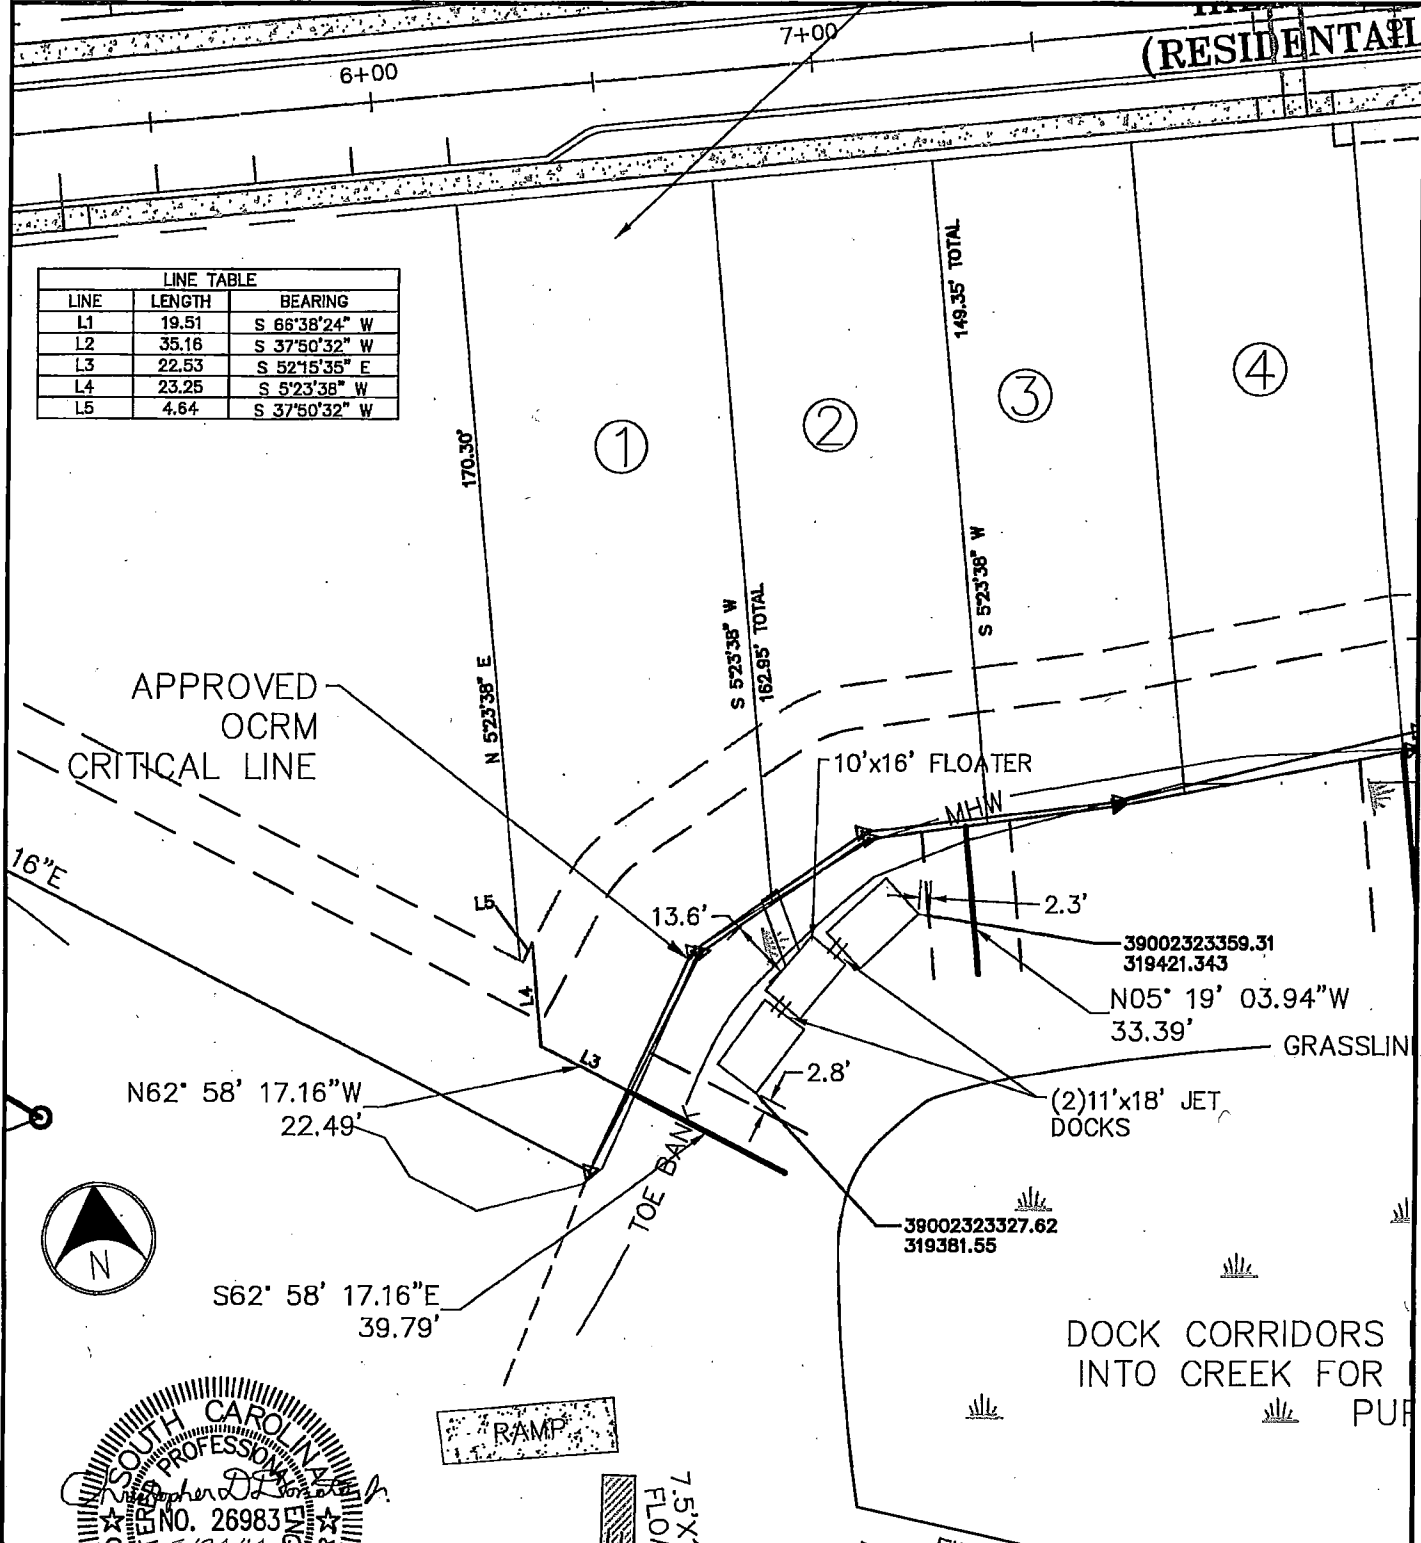 7+00
(RESIDENTAIL
6+00
LINE TABLE
LINE LENGTH BEARING
L1 19.51 S 66°38'24" W
L2 35.16 S 37°50'32" W
L3 22.53 S 52°15'35" E
L4 23.25 S 5°23'38" W
L5 4.64 S 37°50'32" W
149.35' TOTAL
1
2
3
4
170.30'
N 5°23'38" E
S 5°23'38" W
162.95' TOTAL
S 5°23'38" W
APPROVED
OCRM
CRITICAL LINE
10'x16' FLOATER
MHW
16"E
L5
13.6'
2.3'
39002323359.31
319421.343
L4
N05° 19' 03.94"W
33.39'
GRASSLIN
L3
N62° 58' 17.16"W
22.49'
2.8'
(2)11'x18' JET
DOCKS
TOE BANK
39002323327.62
319381.55
N
S62° 58' 17.16"E
39.79'
DOCK CORRIDORS
INTO CREEK FOR
PUR
RAMP
7.5'X
FLO
SOUTH CAROLINA
PROFESSIONAL
NO. 26983